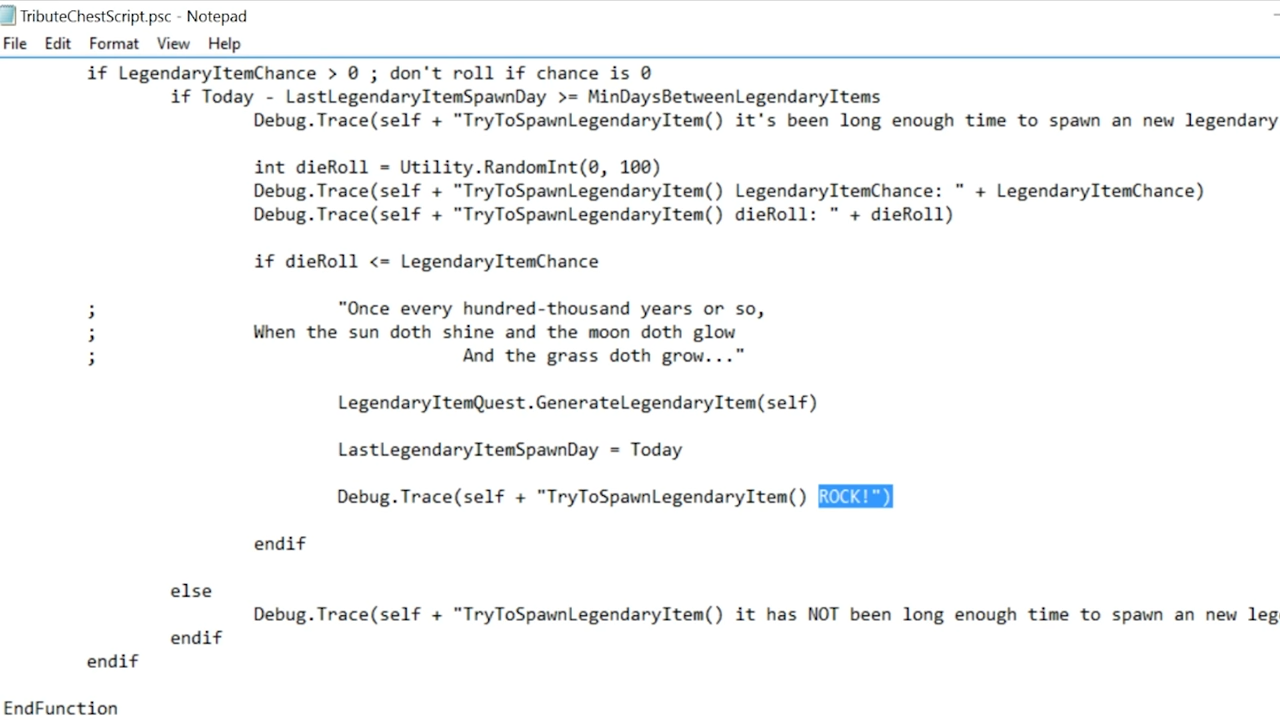 TributeChestScript.psc - Notepad
File Edit Format View Help
if LegendaryItemChance > 0 ; don't roll if chance is 0
if Today - LastLegendaryItemSpawnDay >= MinDaysBetweenLegendaryItems
Debug.Trace(self + "TryToSpawnLegendaryItem() it's been long enough time to spawn an new legendary
int dieRoll = Utility.RandomInt(0, 100)
Debug.Trace(self + "TryToSpawnLegendaryItem() LegendaryItemChance: " + LegendaryItemChance)
Debug.Trace(self + "TryToSpawnLegendaryItem() dieRoll: " + dieRoll)
if dieRoll <= LegendaryItemChance
; "Once every hundred-thousand years or so,
; When the sun doth shine and the moon doth glow
; And the grass doth grow..."
LegendaryItemQuest.GenerateLegendaryItem(self)
LastLegendaryItemSpawnDay = Today
Debug.Trace(self + "TryToSpawnLegendaryItem() ROCK!")
endif
else
Debug.Trace(self + "TryToSpawnLegendaryItem() it has NOT been long enough time to spawn an new leg
endif
endif
EndFunction